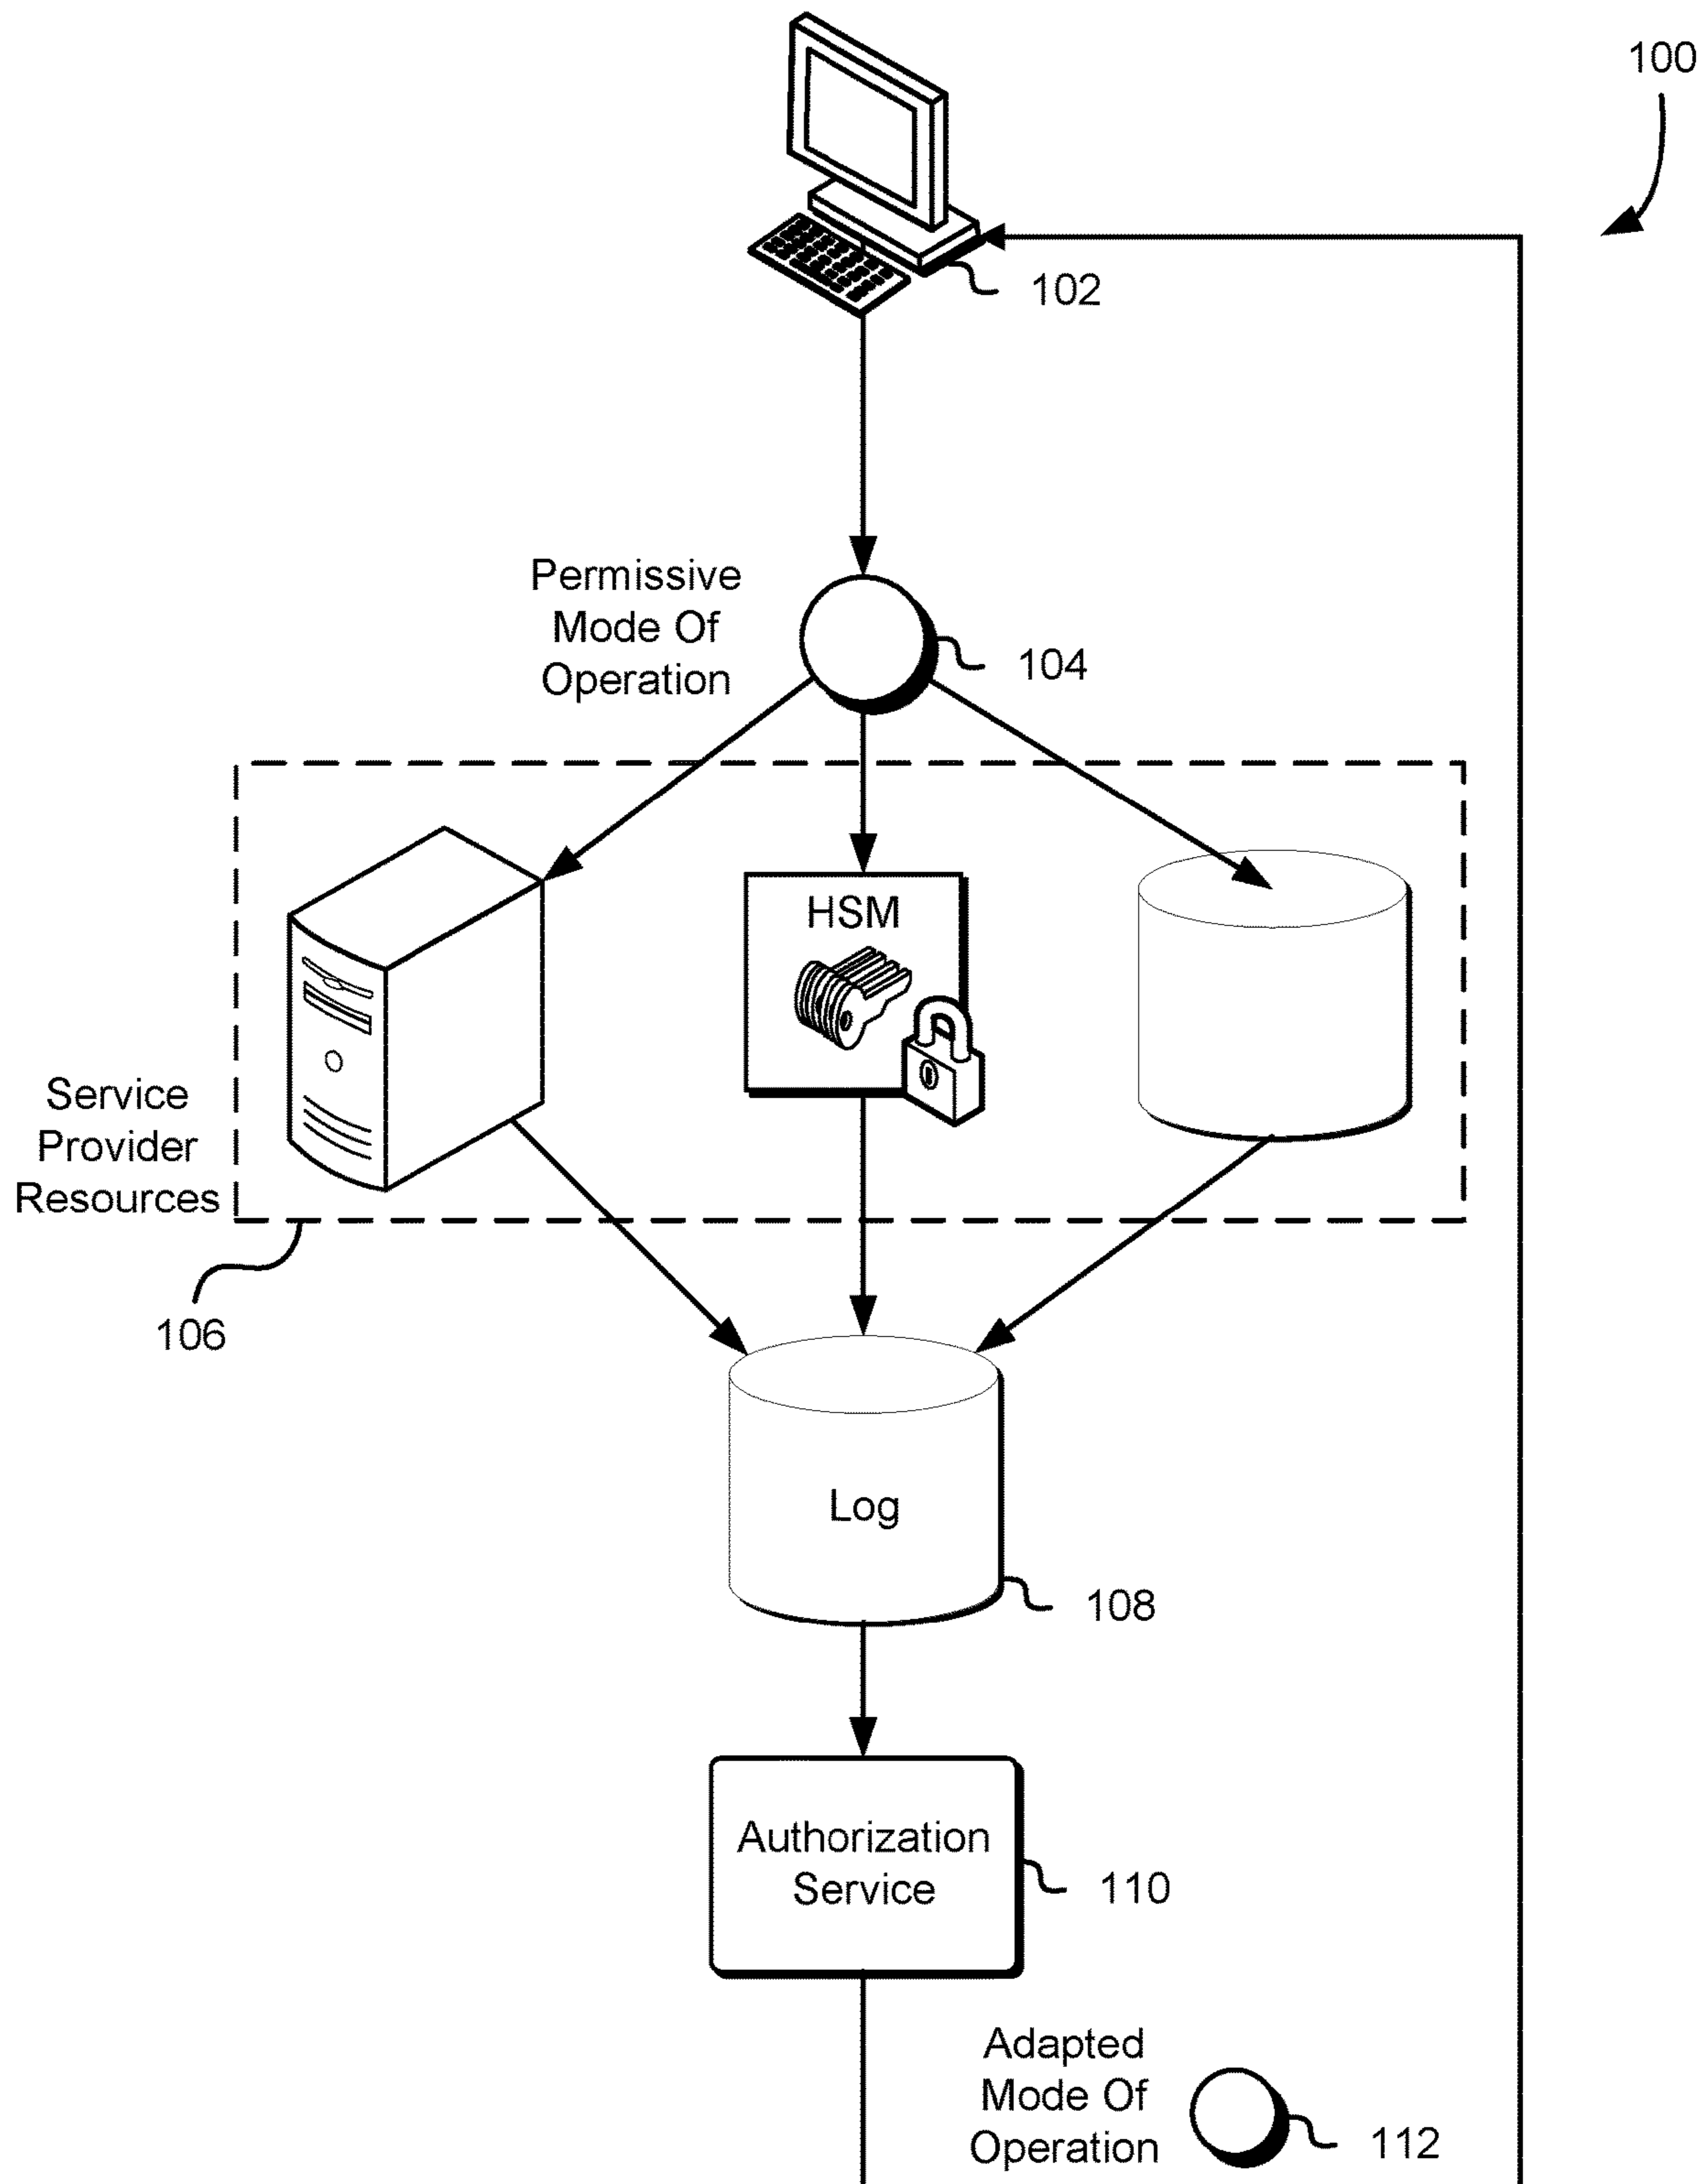 100
102
Permissive
Mode Of
Operation
104
HSM
Service
Provider
Resources
106
Log
108
Authorization
Service
110
Adapted
Mode Of
Operation
112